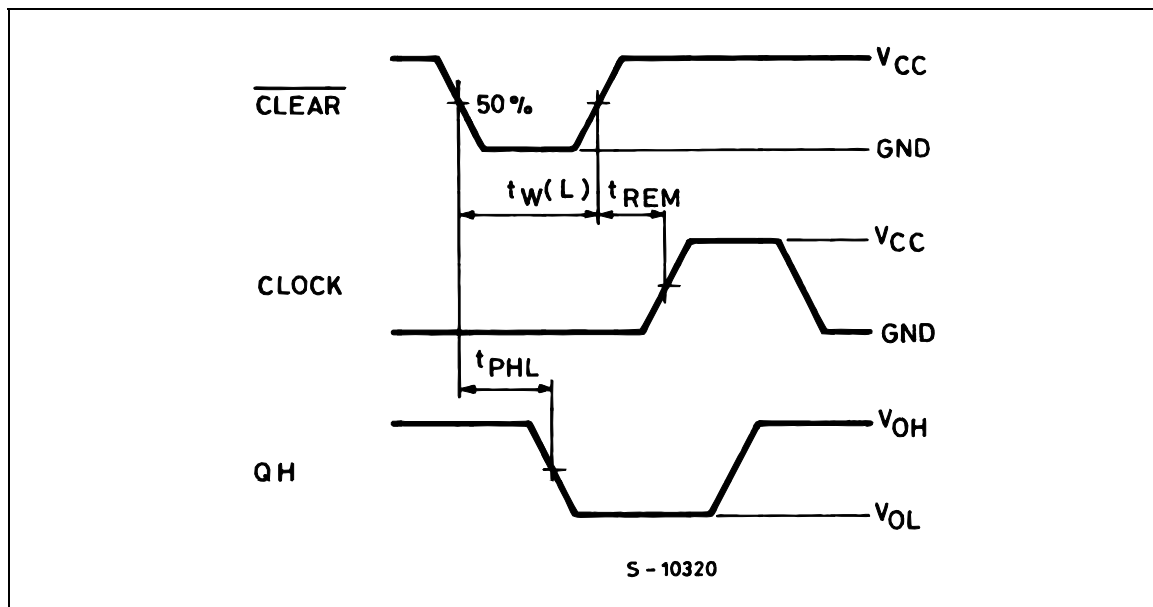 VCC
CLEAR
50%
GND
tW(L)
tREM
VCC
CLOCK
GND
tPHL
VOH
QH
VOL
S-10320